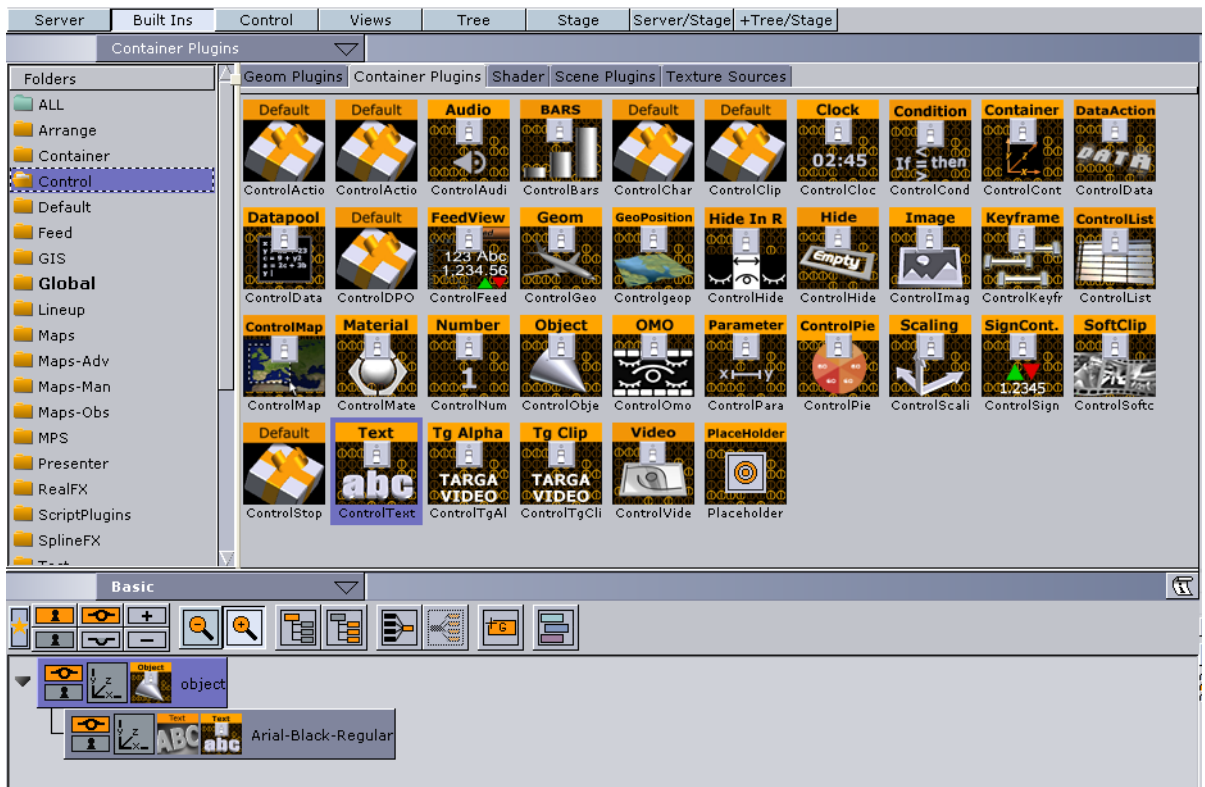 Server Built Ins Control Views Tree Stage Server/Stage +Tree/Stage
Container Plugins
Folders
Geom Plugins Container Plugins Shader Scene Plugins Texture Sources
ALL
Arrange
Container
Control
Default
Feed
GIS
Global
Lineup
Maps
Maps-Adv
Maps-Man
Maps-Obs
MPS
Presenter
RealFX
ScriptPlugins
SplineFX
Default Default Audio BARS Default Default Clock Condition Container DataAction
02:45 If < = then DATA
ControlActio ControlActio ControlAudi ControlBars ControlChar ControlClip ControlCloc ControlCond ControlCont ControlData
Datapool Default FeedView Geom GeoPosition Hide In R Hide Image Keyframe ControlList
123 Abc Empty
1,234.56
ControlData ControlDPO ControlFeed ControlGeo Controlgeop ControlHide ControlHide ControlImag ControlKeyfr ControlList
ControlMap Material Number Object OMO Parameter ControlPie Scaling SignCont. SoftClip
1 X Y 60 60 60 60 1.2345
ControlMap ControlMate ControlNum ControlObje ControlOmo ControlPara ControlPie ControlScali ControlSign ControlSoftc
Default Text Tg Alpha Tg Clip Video PlaceHolder
abc TARGA VIDEO TARGA VIDEO
ControlStop ControlText ControlTgAl ControlTgCli ControlVide Placeholder
Basic
G
Object
y z x object
Text Text
y z x ABC abc Arial-Black-Regular